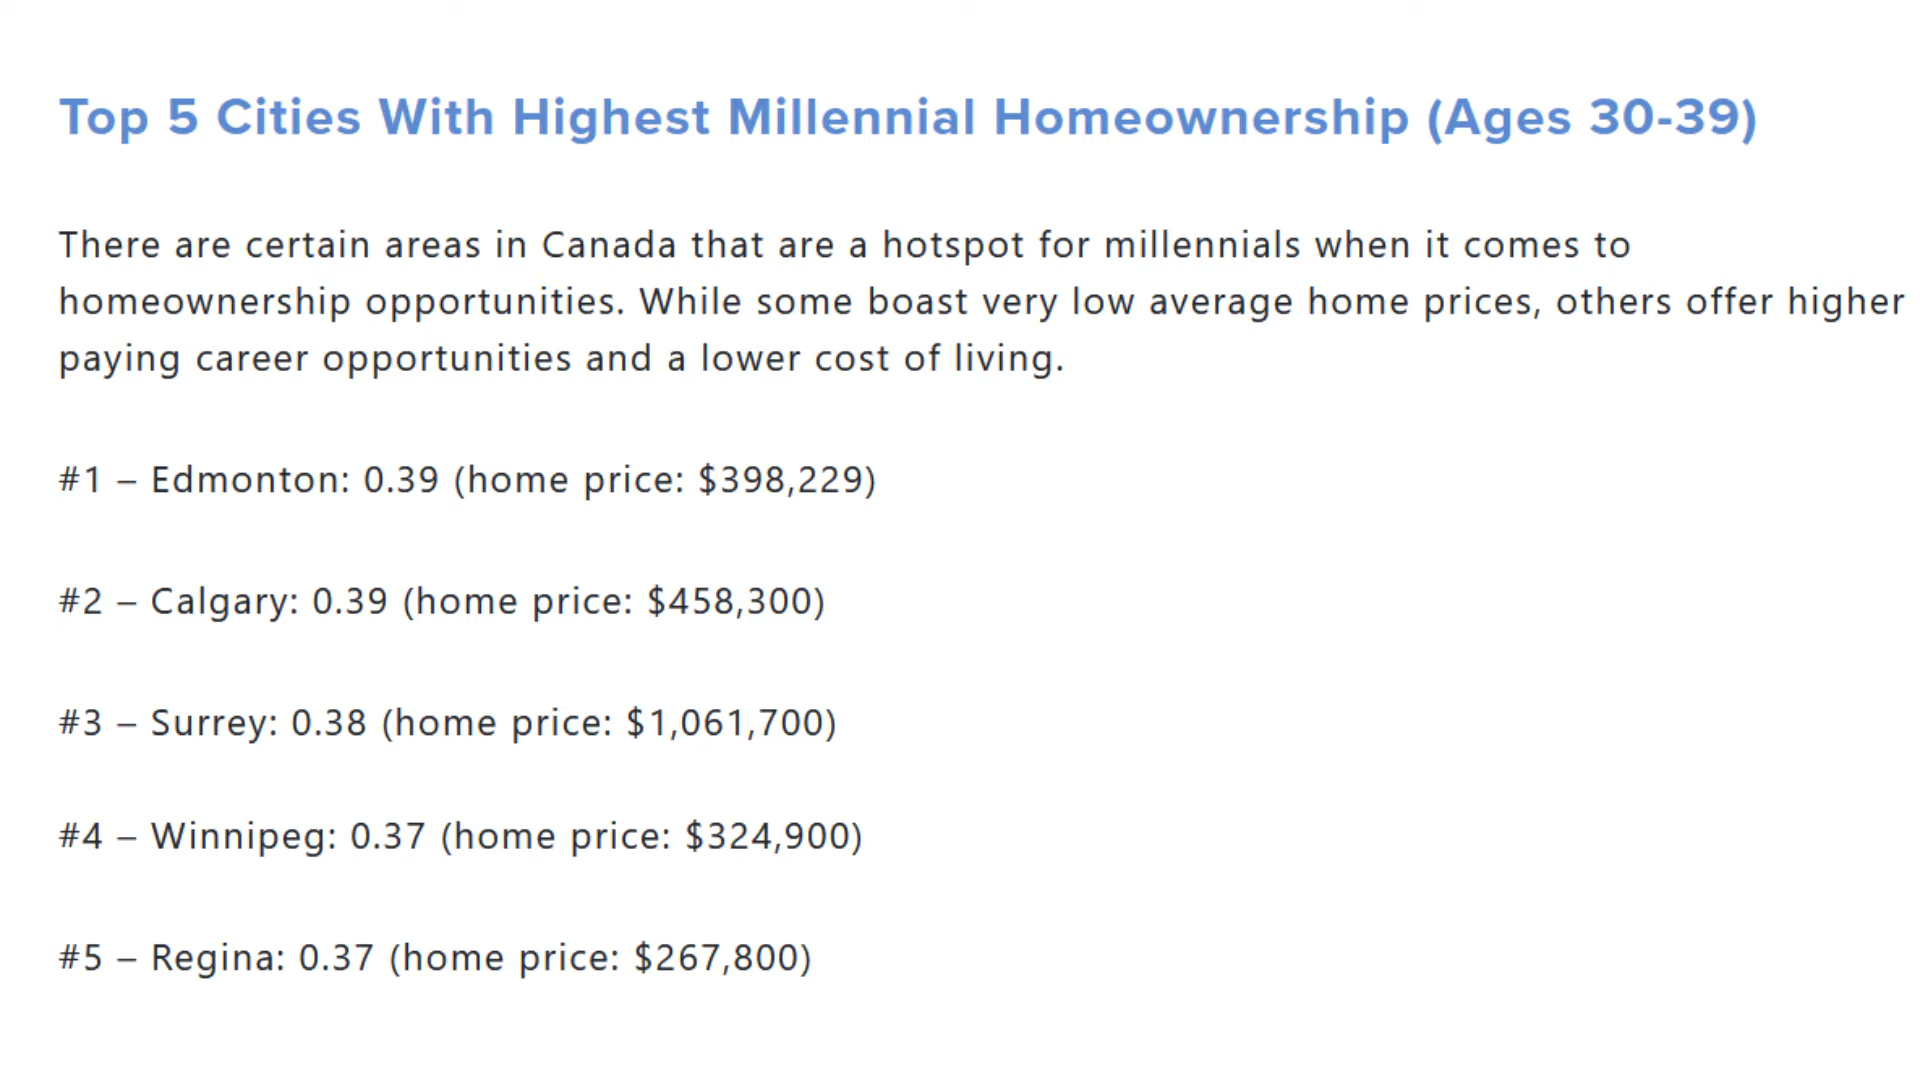 Top 5 Cities With Highest Millennial Homeownership (Ages 30-39)
There are certain areas in Canada that are a hotspot for millennials when it comes to
homeownership opportunities. While some boast very low average home prices, others offer higher
paying career opportunities and a lower cost of living.
#1 – Edmonton: 0.39 (home price: $398,229)
#2 – Calgary: 0.39 (home price: $458,300)
#3 – Surrey: 0.38 (home price: $1,061,700)
#4 – Winnipeg: 0.37 (home price: $324,900)
#5 – Regina: 0.37 (home price: $267,800)